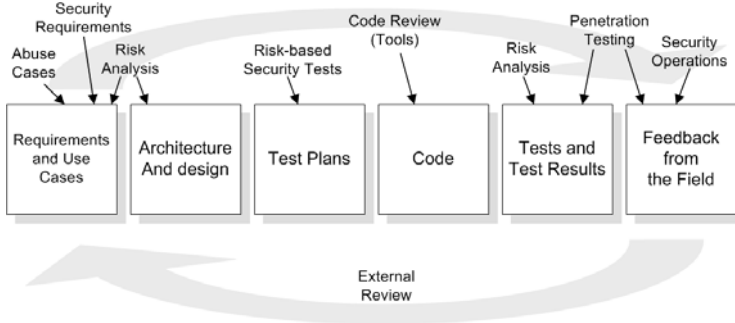 Security
Requirements
Abuse
Cases
Risk
Analysis
Risk-based
Security Tests
Code Review
(Tools)
Risk
Analysis
Penetration
Testing
Security
Operations
Requirements
and Use
Cases
Architecture
And design
Test Plans
Code
Tests and
Test Results
Feedback
from
the Field
External
Review